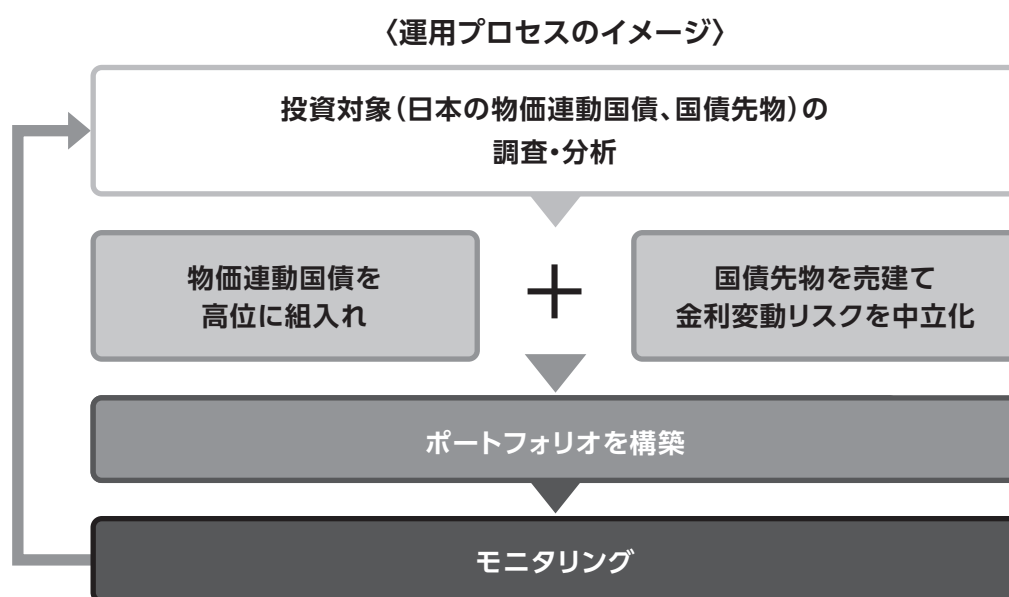 〈運用プロセスのイメージ〉
投資対象(日本の物価連動国債、国債先物)の
調査・分析
物価連動国債を
高位に組入れ
+
国債先物を売建て
金利変動リスクを中立化
ポートフォリオを構築
モニタリング